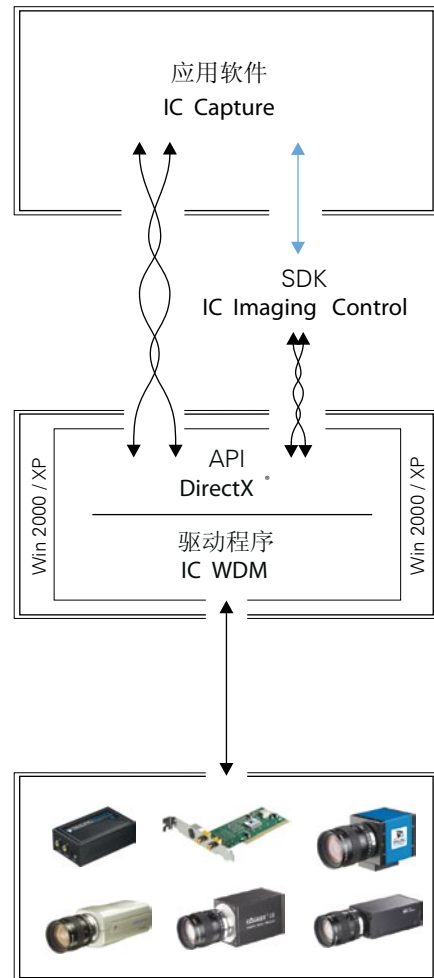 应用软件
IC Capture
SDK
IC Imaging Control
Win 2000 / XP
API
DirectX ®
驱动程序
IC WDM
Win 2000 / XP